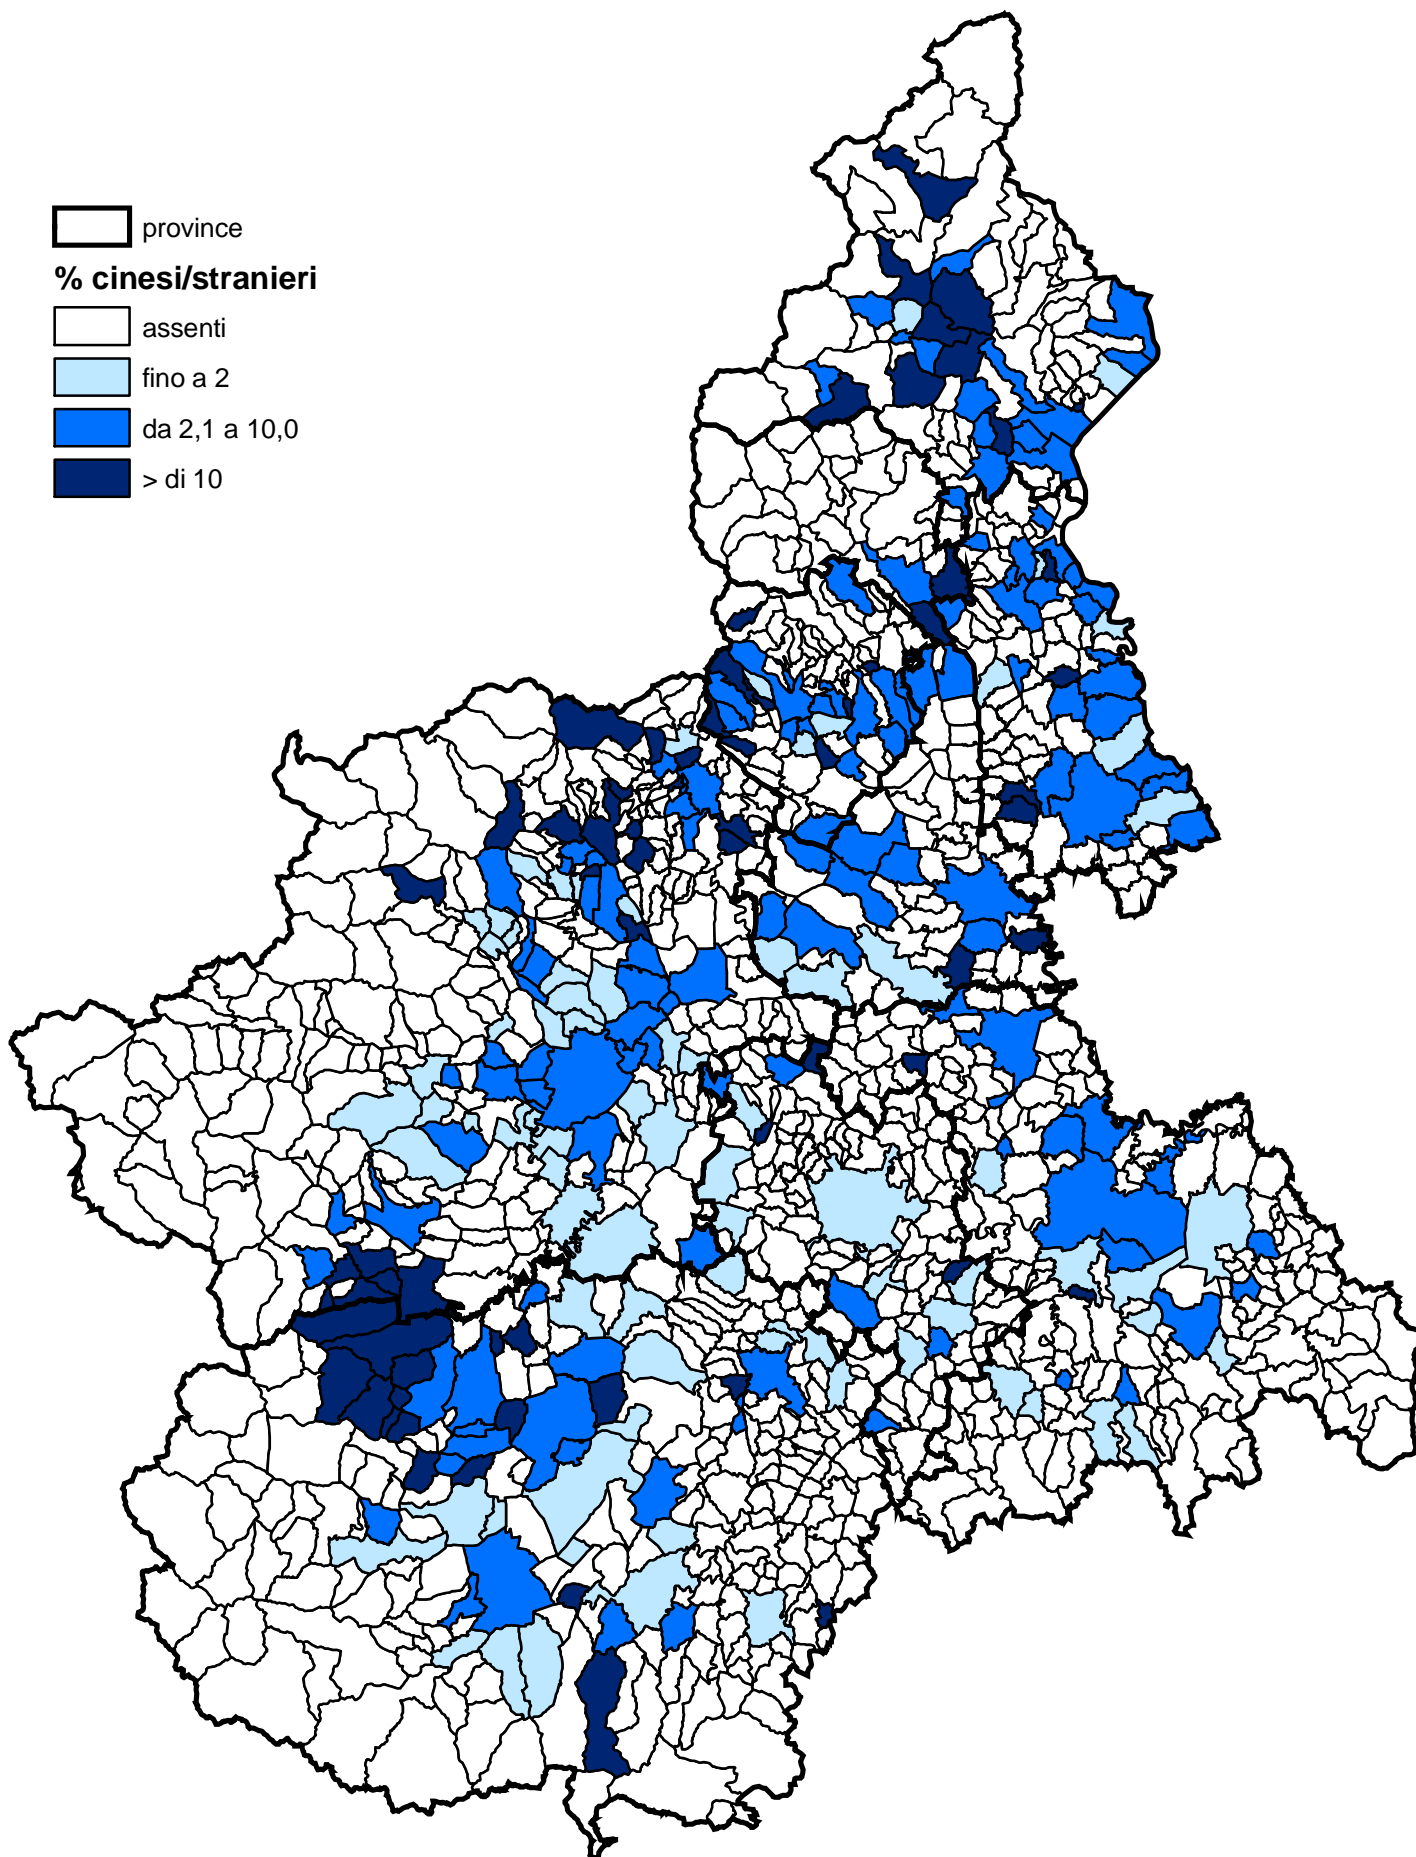 province
% cinesi/stranieri
assenti
fino a 2
da 2,1 a 10,0
> di 10